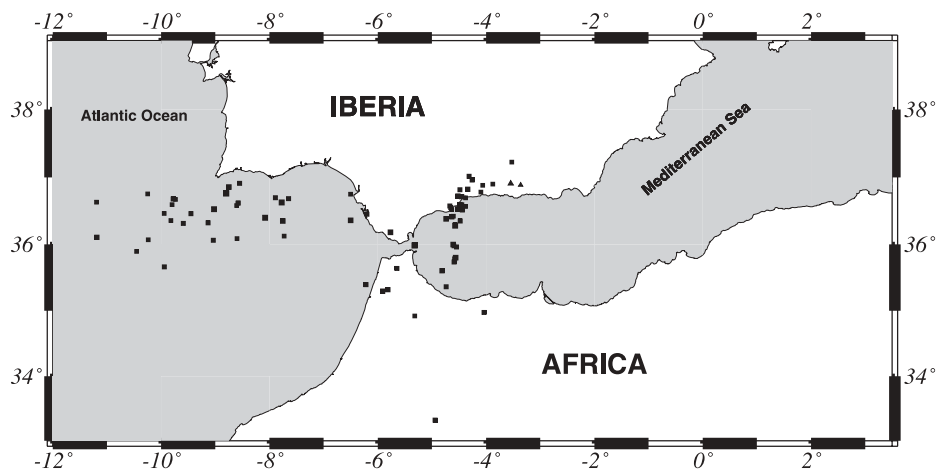 -12° -10° -8° -6° -4° -2° 0° 2°
38° 38°
Atlantic Ocean
IBERIA
Mediterranean Sea
36° 36°
AFRICA
34° 34°
-12 -10 -8 -6 -4 -2 0° 2°